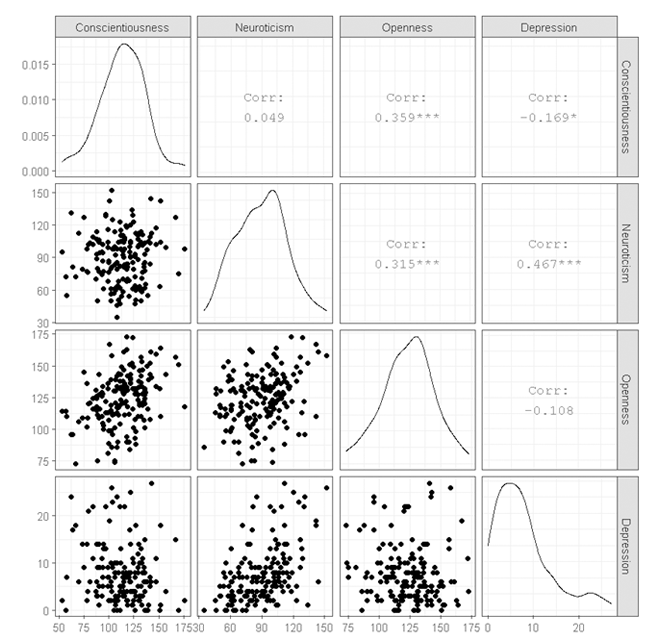 Conscientiousness Neuroticism Openness Depression
0.015
0.010
0.005
0.000
Corr:
0.049
Corr:
0.359***
Corr:
-0.169*
Conscientiousness
150
120
90
60
30
Corr:
0.315***
Corr:
0.467***
Neuroticism
175
150
125
100
75
Corr:
-0.108
Openness
20
10
0
Depression
50 75 100 125 150 175 30 60 90 120 150 75 100 125 150 175 0 10 20